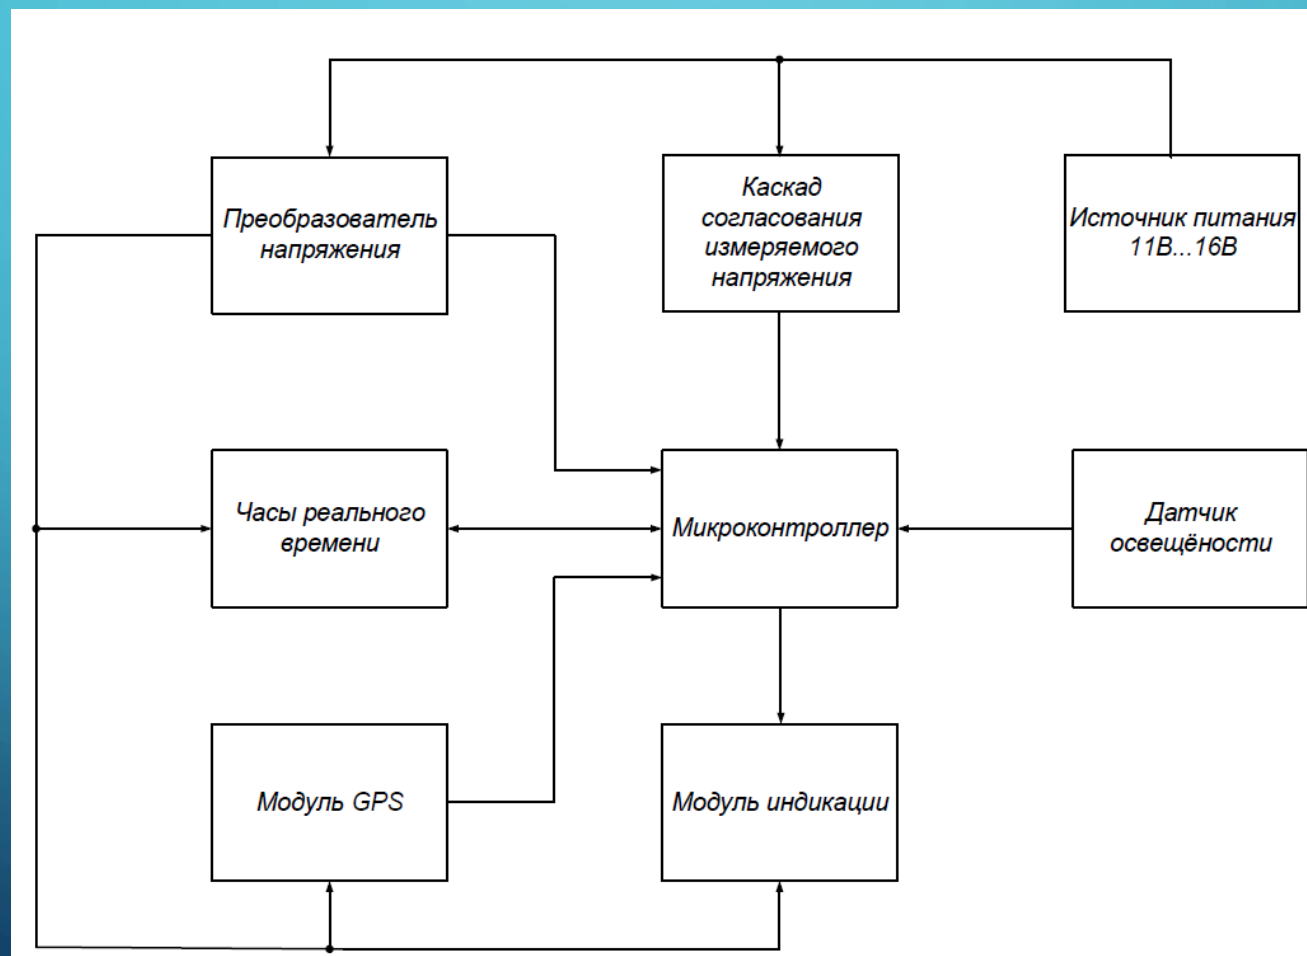 Преобразователь
напряжения
Каскад
согласования
измеряемого
напряжения
Источник питания
11В...16В
Часы реального
времени
Микроконтроллер
Датчик
освещёности
Модуль GPS
Модуль индикации